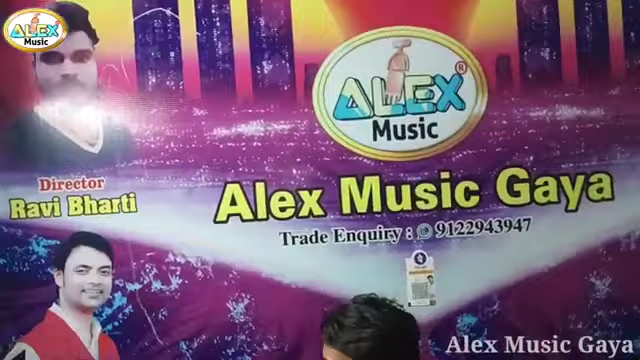 ALEX
Music
ALEX®
Music
Director
Ravi Bharti
Alex Music Gaya
Trade Enquiry : 9122943947
Alex Music Gaya